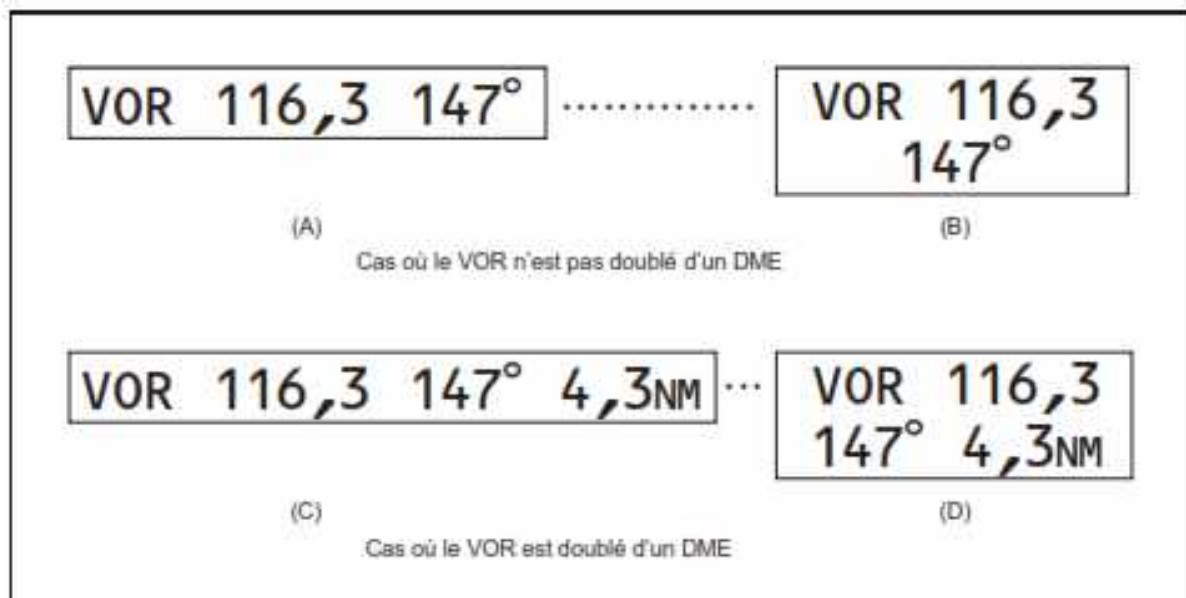 VOR 116,3 147°
VOR 116,3
147°
(A)
(B)
Cas où le VOR n'est pas doublé d'un DME
VOR 116,3 147° 4,3NM
VOR 116,3
147° 4,3NM
(C)
(D)
Cas où le VOR est doublé d'un DME